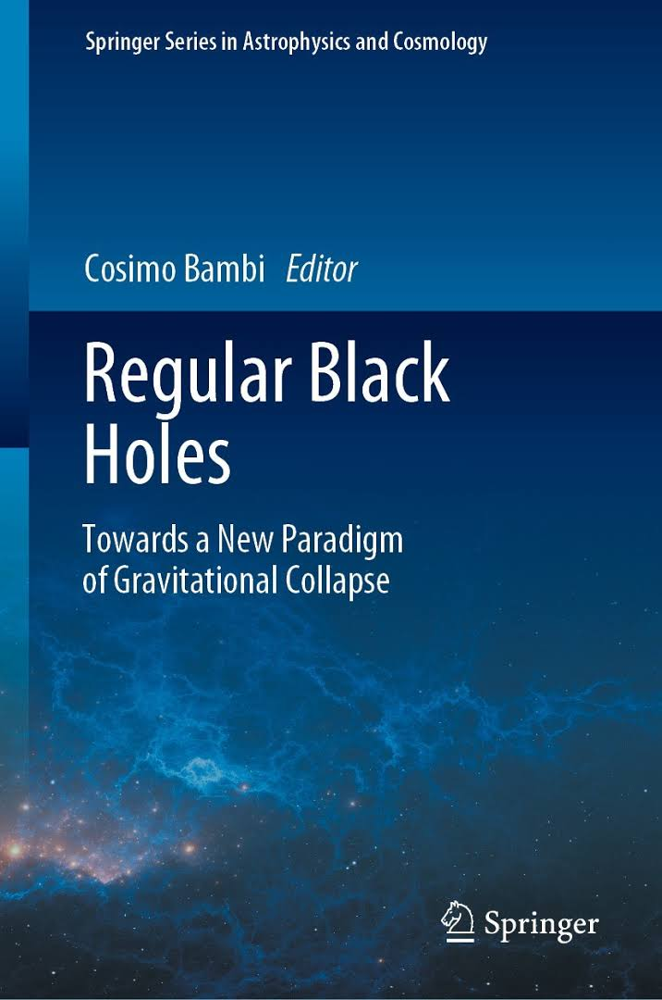 Springer Series in Astrophysics and Cosmology
Cosimo Bambi Editor
Regular Black
Holes
Towards a New Paradigm
of Gravitational Collapse
Springer